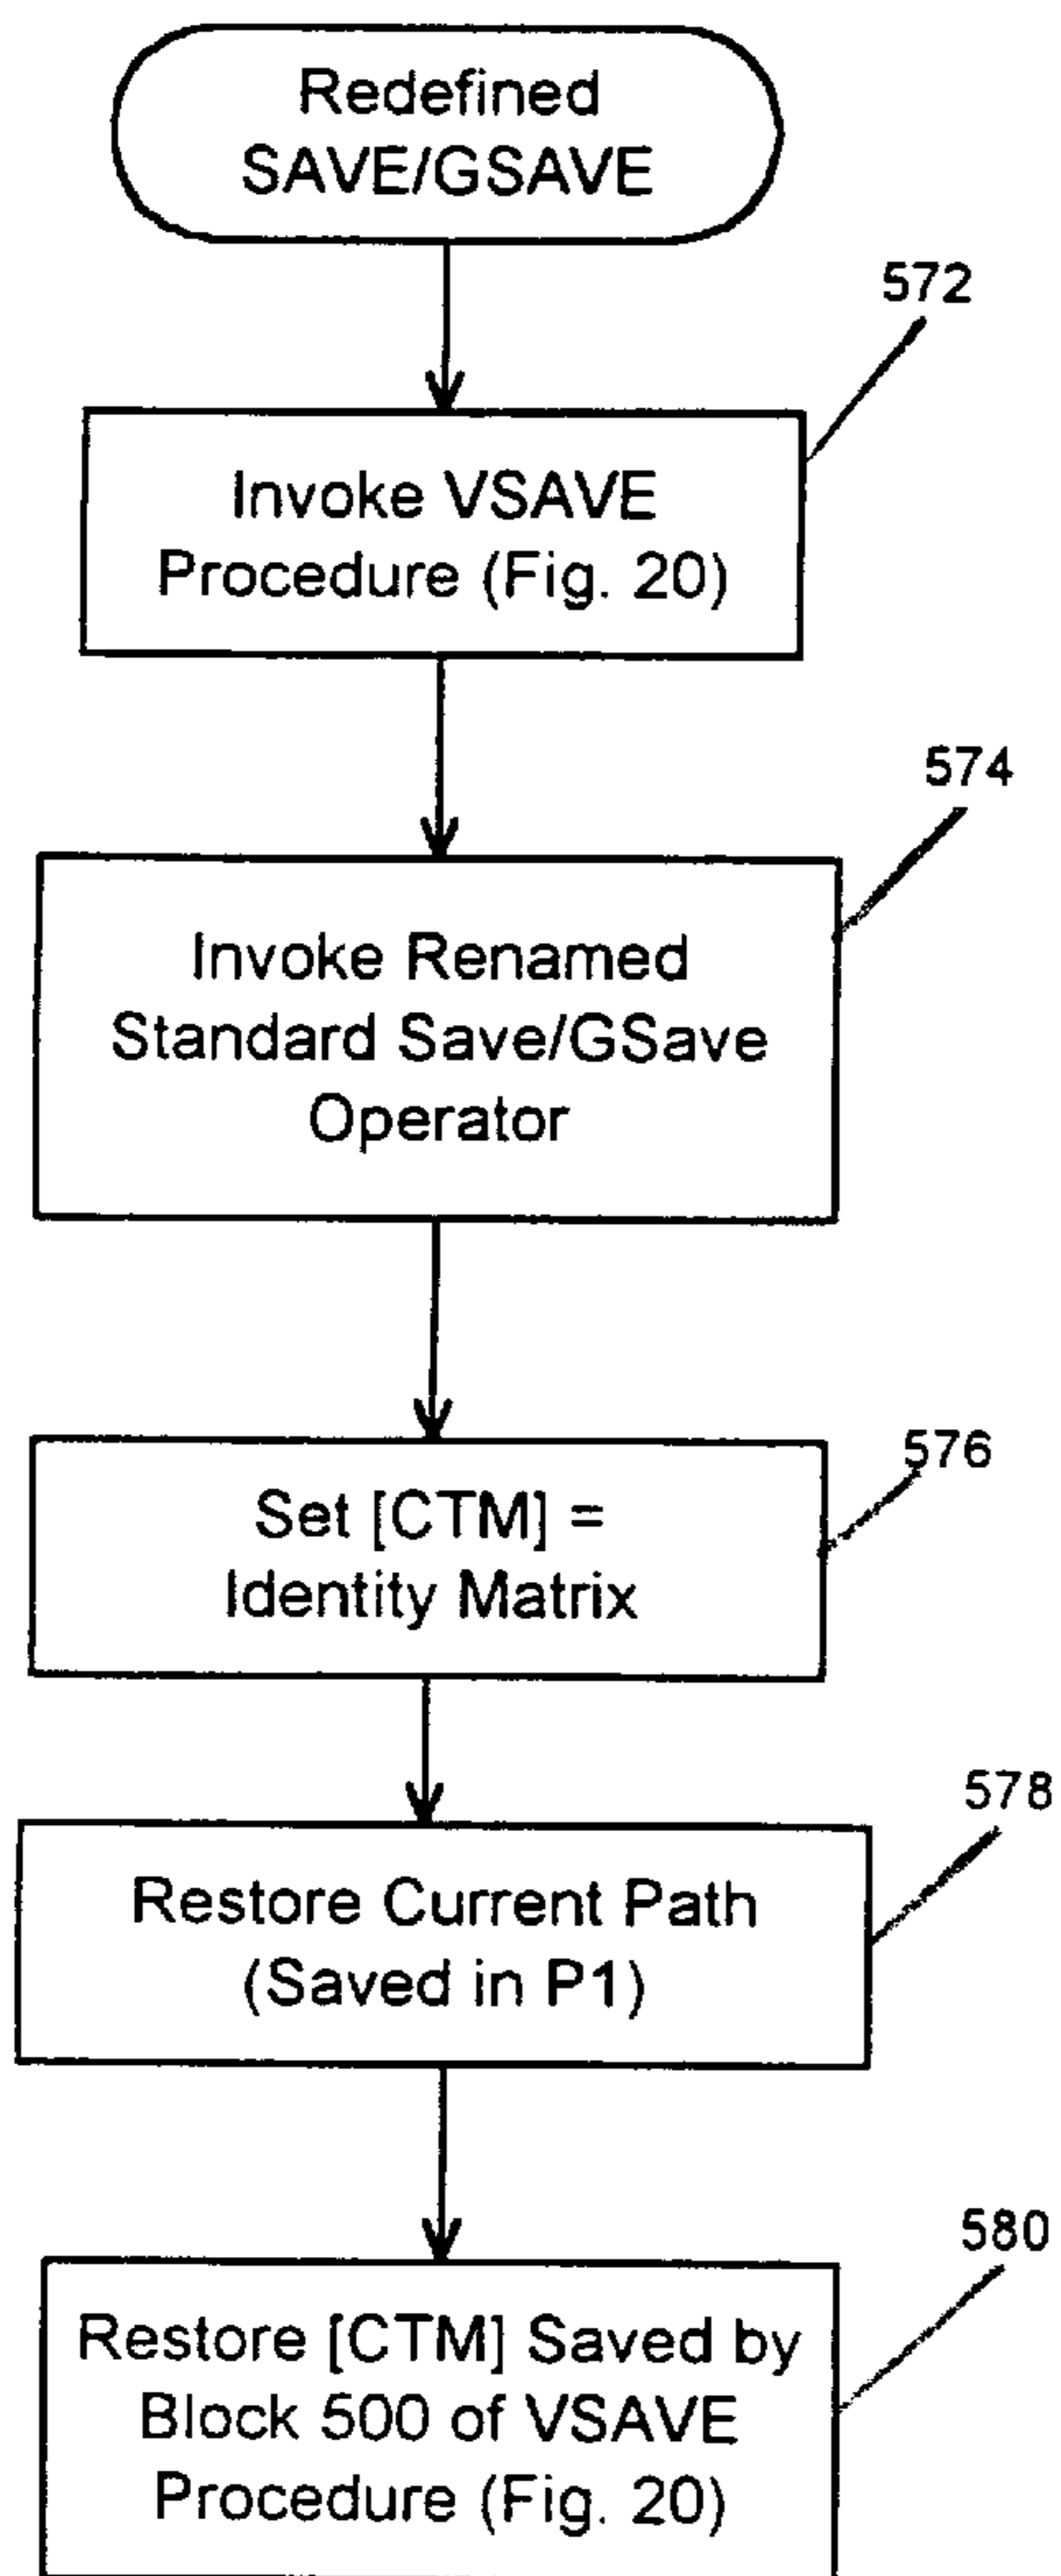 Redefined
SAVE/GSAVE
572
Invoke VSAVE
Procedure (Fig. 20)
574
Invoke Renamed
Standard Save/GSave
Operator
576
Set [CTM] =
Identity Matrix
578
Restore Current Path
(Saved in P1)
580
Restore [CTM] Saved by
Block 500 of VSAVE
Procedure (Fig. 20)